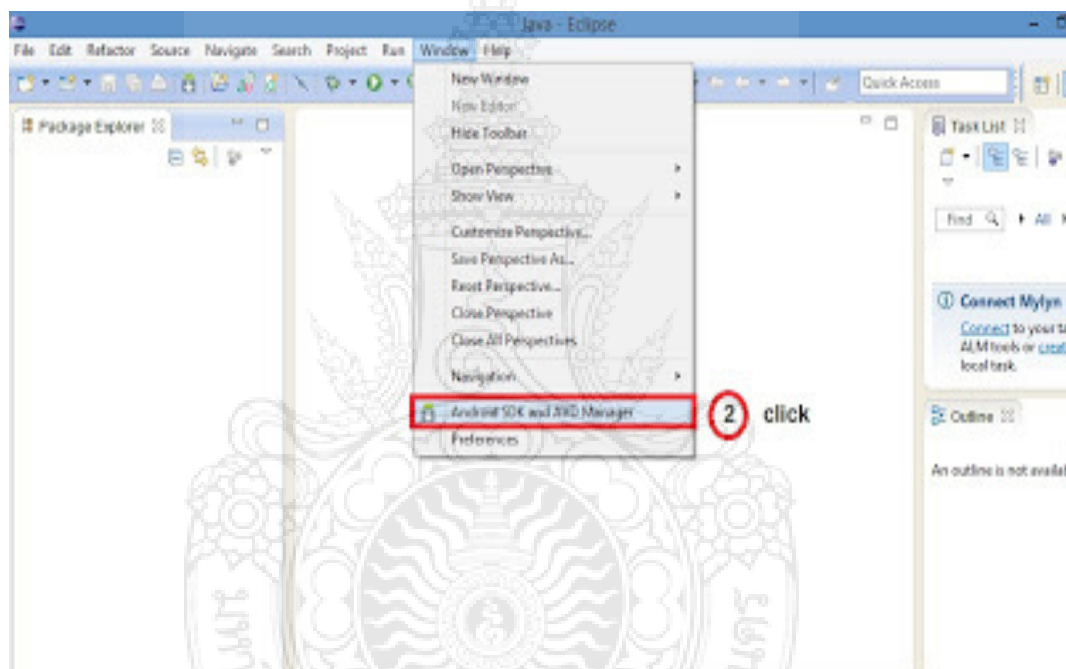 Java - Eclipse
File Edit Refactor Source Navigate Search Project Run Window Help
New Window
New Editor
Hide Toolbar
Open Perspective
Show View
Customize Perspective...
Save Perspective As...
Reset Perspective...
Close Perspective
Close All Perspectives
Navigation
Android SDK and AVD Manager
Preferences
2 click
Quick Access
Package Explorer
Task List
Find All
Connect Mylyn
Connect to your
ALM tools or
local task.
Outline
An outline is not